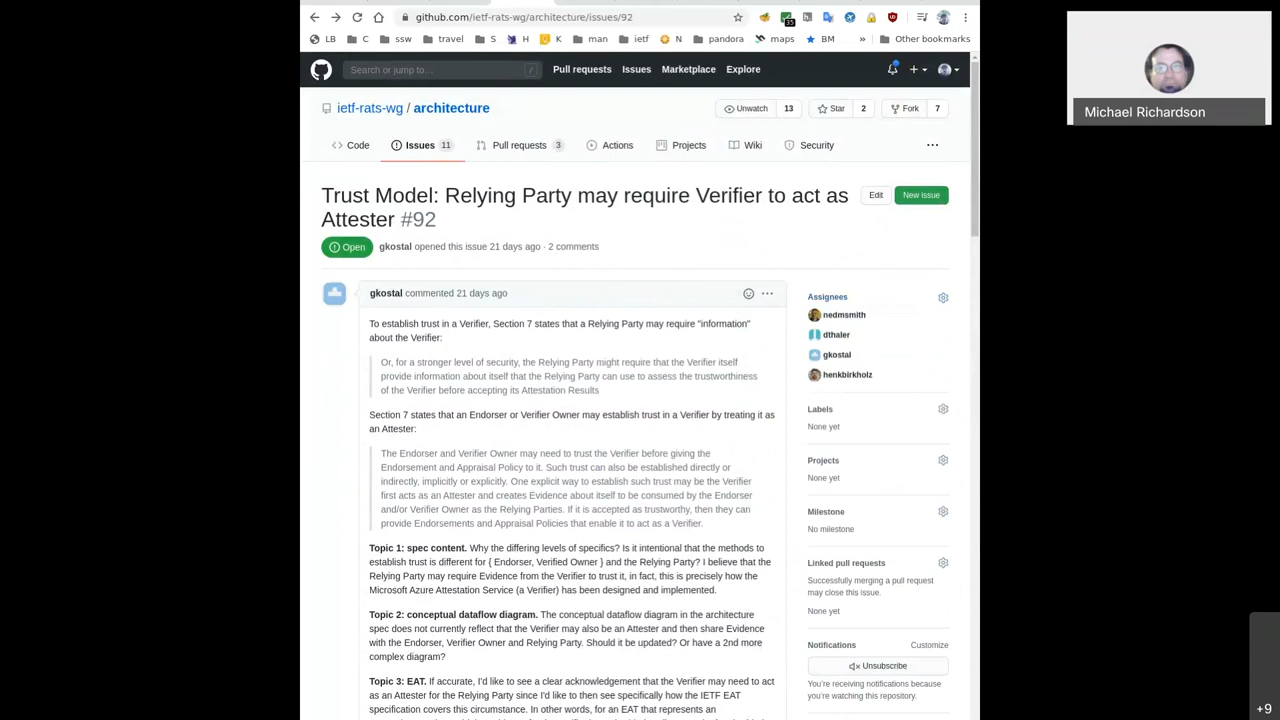 github.com/ietf-rats-wg/architecture/issues/92
35
LB C ssw travel S H K man ietf N pandora maps BM » Other bookmarks
Search or jump to… / Pull requests Issues Marketplace Explore
ietf-rats-wg / architecture
Unwatch 13 Star 2 Fork 7
Code Issues 11 Pull requests 3 Actions Projects Wiki Security
Trust Model: Relying Party may require Verifier to act as
Attester #92
Edit New issue
Open gkostal opened this issue 21 days ago · 2 comments
gkostal commented 21 days ago
To establish trust in a Verifier, Section 7 states that a Relying Party may require "information"
about the Verifier:
Or, for a stronger level of security, the Relying Party might require that the Verifier itself
provide information about itself that the Relying Party can use to assess the trustworthiness
of the Verifier before accepting its Attestation Results
Section 7 states that an Endorser or Verifier Owner may establish trust in a Verifier by treating it as
an Attester:
The Endorser and Verifier Owner may need to trust the Verifier before giving the
Endorsement and Appraisal Policy to it. Such trust can also be established directly or
indirectly, implicitly or explicitly. One explicit way to establish such trust may be the Verifier
first acts as an Attester and creates Evidence about itself to be consumed by the Endorser
and/or Verifier Owner as the Relying Parties. If it is accepted as trustworthy, then they can
provide Endorsements and Appraisal Policies that enable it to act as a Verifier.
Topic 1: spec content. Why the differing levels of specifics? Is it intentional that the methods to
establish trust is different for { Endorser, Verified Owner } and the Relying Party? I believe that the
Relying Party may require Evidence from the Verifier to trust it, in fact, this is precisely how the
Microsoft Azure Attestation Service (a Verifier) has been designed and implemented.
Topic 2: conceptual dataflow diagram. The conceptual dataflow diagram in the architecture
spec does not currently reflect that the Verifier may also be an Attester and then share Evidence
with the Endorser, Verifier Owner and Relying Party. Should it be updated? Or have a 2nd more
complex diagram?
Topic 3: EAT. If accurate, I'd like to see a clear acknowledgement that the Verifier may need to act
as an Attester for the Relying Party since I'd like to then see specifically how the IETF EAT
specification covers this circumstance. In other words, for an EAT that represents an
Assignees
nedmsmith
dthaler
gkostal
henkbirkholz
Labels
None yet
Projects
None yet
Milestone
No milestone
Linked pull requests
Successfully merging a pull request
may close this issue.
None yet
Notifications Customize
Unsubscribe
You're receiving notifications because
you're watching this repository.
Michael Richardson
+9